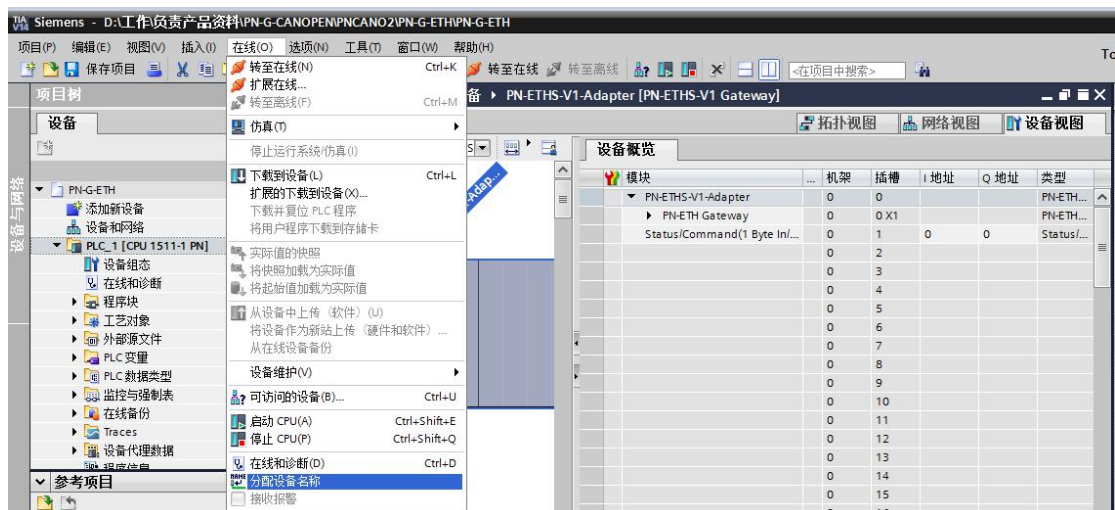 TIA V14 Siemens - D:\工作\负责产品资料\PN-G-CANOPEN\PNCANO2\PN-G-ETH\PN-G-ETH
项目(P) 编辑(E) 视图(V) 插入(I) 在线(O) 选项(N) 工具(T) 窗口(W) 帮助(H)
保存项目 转至在线 转至离线 <在项目中搜索>
项目树
设备
设备与网络
PN-G-ETH
添加新设备
设备和网络
PLC_1 [CPU 1511-1 PN]
设备组态
在线和诊断
程序块
工艺对象
外部源文件
PLC 变量
PLC 数据类型
监控与强制表
在线备份
Traces
设备代理数据
程序信息
参考项目
转至在线(N) Ctrl+K
扩展在线...
转至离线(F) Ctrl+M
仿真(T)
停止运行系统/仿真(I)
下载到设备(L) Ctrl+L
扩展的下载到设备(X)...
下载并复位 PLC 程序
将用户程序下载到存储卡
实际值的快照
将快照加载为实际值
将起始值加载为实际值
从设备中上传（软件）(U)
将设备作为新站上传（硬件和软件）...
从在线设备备份
设备维护(V)
可访问的设备(B)... Ctrl+U
启动 CPU(A) Ctrl+Shift+E
停止 CPU(P) Ctrl+Shift+Q
在线和诊断(D) Ctrl+D
分配设备名称
接收报警
备 ▸ PN-ETHS-V1-Adapter [PN-ETHS-V1 Gateway]
拓扑视图 网络视图 设备视图
设备概览
模块 ... 机架 插槽 I 地址 Q 地址 类型
PN-ETHS-V1-Adapter 0 0 PN-ETH...
PN-ETH Gateway 0 0 X1 PN-ETH...
Status/Command(1 Byte In/... 0 1 0 0 Status/...
0 2
0 3
0 4
0 5
0 6
0 7
0 8
0 9
0 10
0 11
0 12
0 13
0 14
0 15